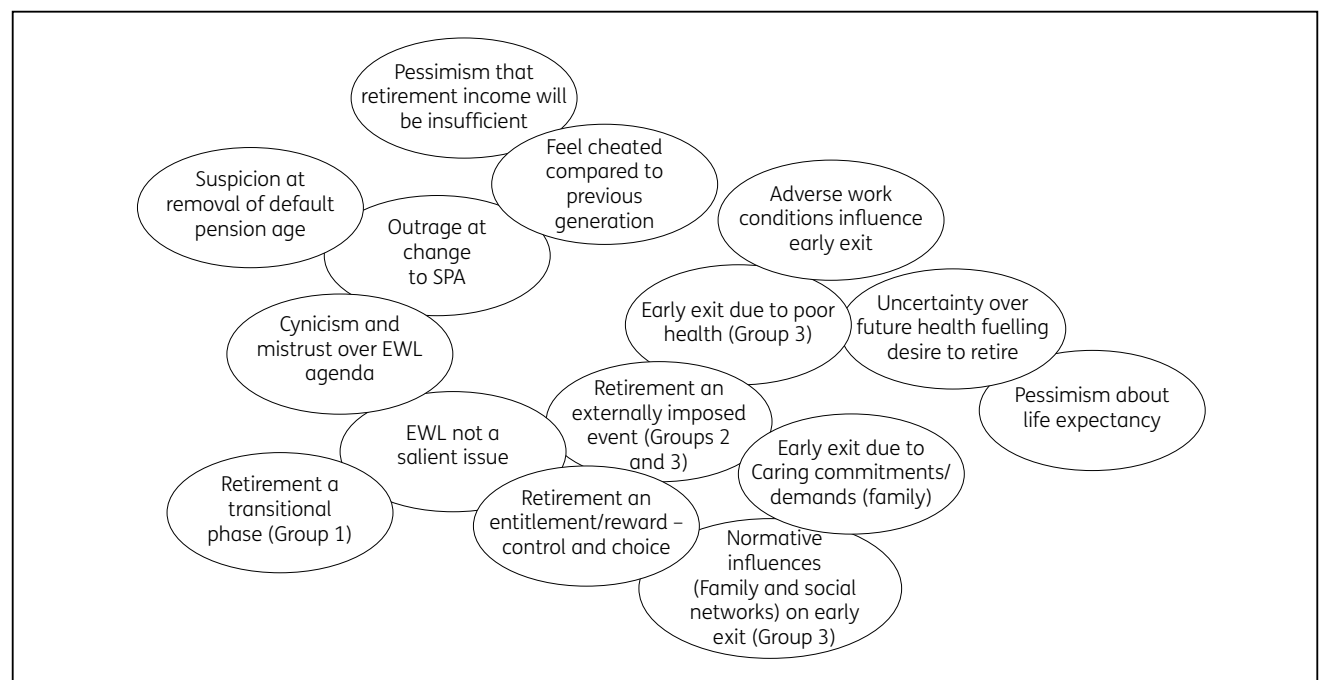 Pessimism that
retirement income will
be insufficient
Feel cheated
compared to
previous
generation
Suspicion at
removal of default
pension age
Outrage at
change
to SPA
Adverse work
conditions influence
early exit
Cynicism and
mistrust over EWL
agenda
Early exit due to poor
health (Group 3)
Uncertainty over
future health fuelling
desire to retire
Pessimism about
life expectancy
Retirement an
externally imposed
event (Groups 2
and 3)
EWL not a
salient issue
Early exit due to
Caring commitments/
demands (family)
Retirement a
transitional
phase (Group 1)
Retirement an
entitlement/reward –
control and choice
Normative
influences
(Family and social
networks) on early
exit (Group 3)